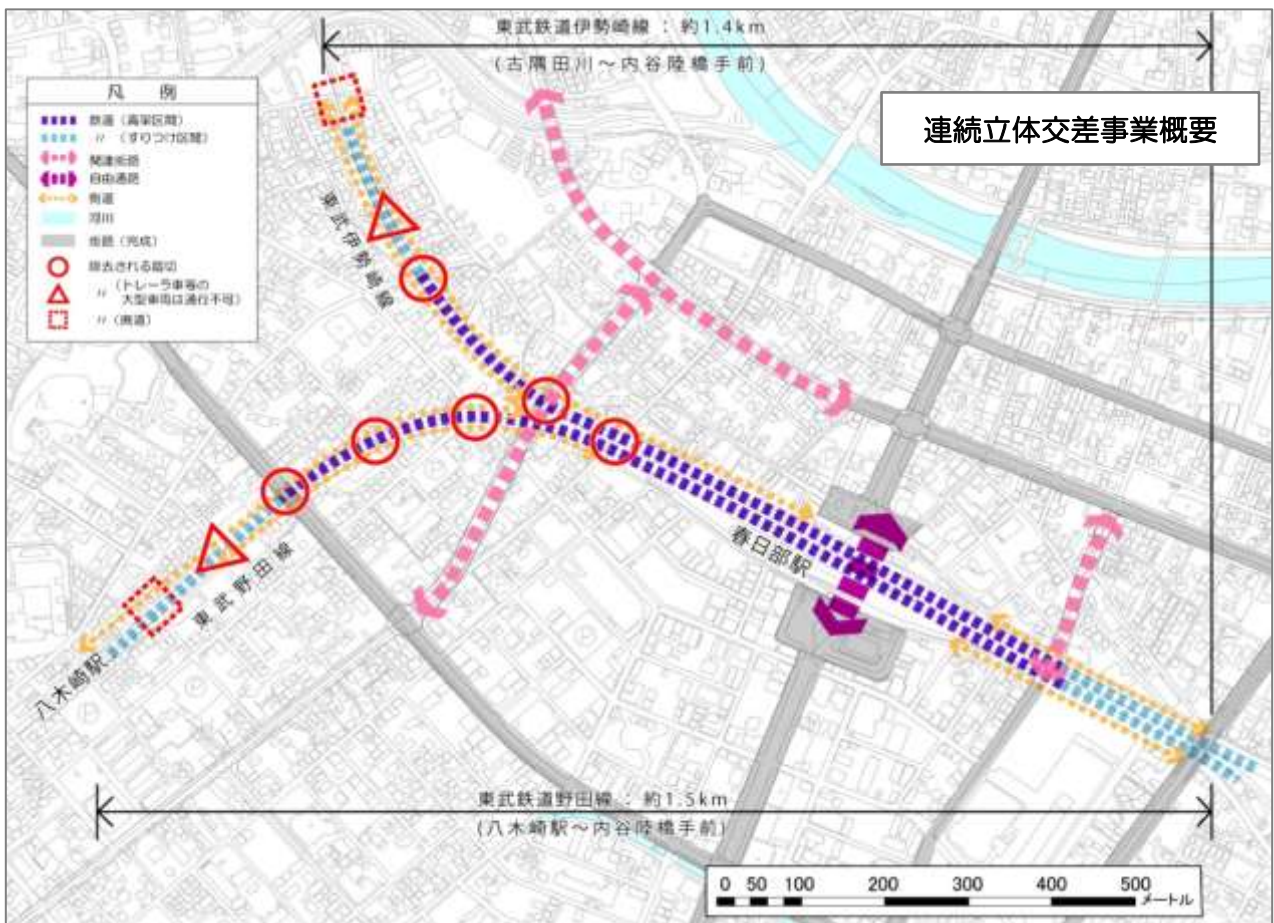 東武鉄道伊勢崎線 : 約1.4km
(古隅田川～内谷陸橋手前)
連続立体交差事業概要
凡 例
鉄道（高架区間）
〃 （すりつけ区間）
関連街路
自由通路
側道
河川
街路（完成）
除去される踏切
〃 （トレーラ車等の
大型車両は通行不可）
〃 （廃道）
東武伊勢崎線
春日部駅
東武野田線
八木崎駅
東武鉄道野田線 : 約1.5km
(八木崎駅～内谷陸橋手前)
0 50 100 200 300 400 500
メートル